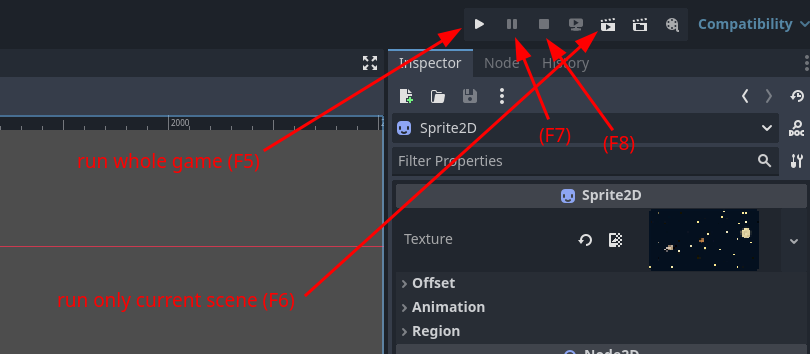 Compatibility
Inspector
Node
History
2000
Sprite2D
DOC
(F7)
(F8)
run whole game (F5)
Filter Properties
Sprite2D
Texture
Offset
run only current scene (F6)
Animation
Region
Node2D